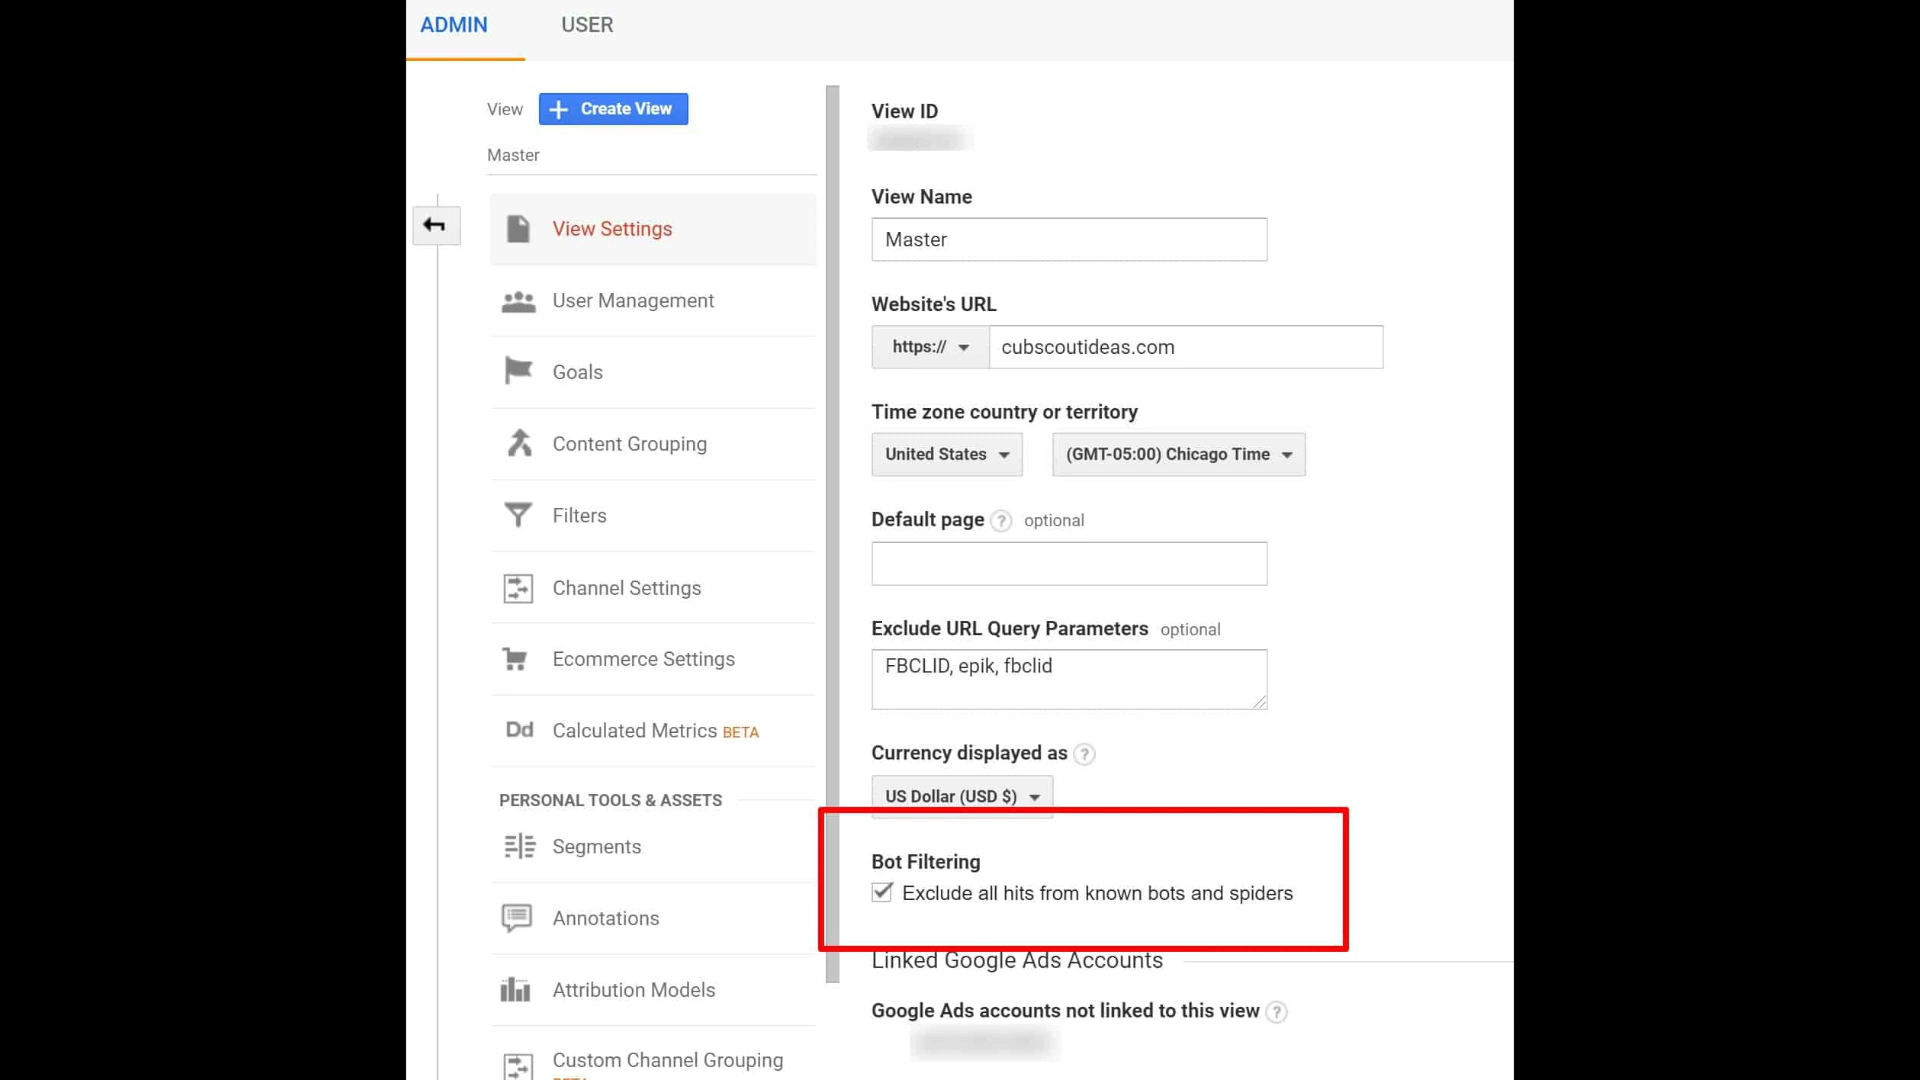 ADMIN USER
View + Create View
Master
View Settings
User Management
Goals
Content Grouping
Filters
Channel Settings
Ecommerce Settings
Dd Calculated Metrics BETA
PERSONAL TOOLS & ASSETS
Segments
Annotations
Attribution Models
Custom Channel Grouping
BETA
View ID
View Name
Master
Website's URL
https:// cubscoutideas.com
Time zone country or territory
United States (GMT-05:00) Chicago Time
Default page ? optional
Exclude URL Query Parameters optional
FBCLID, epik, fbclid
Currency displayed as ?
US Dollar (USD $)
Bot Filtering
Exclude all hits from known bots and spiders
Linked Google Ads Accounts
Google Ads accounts not linked to this view ?